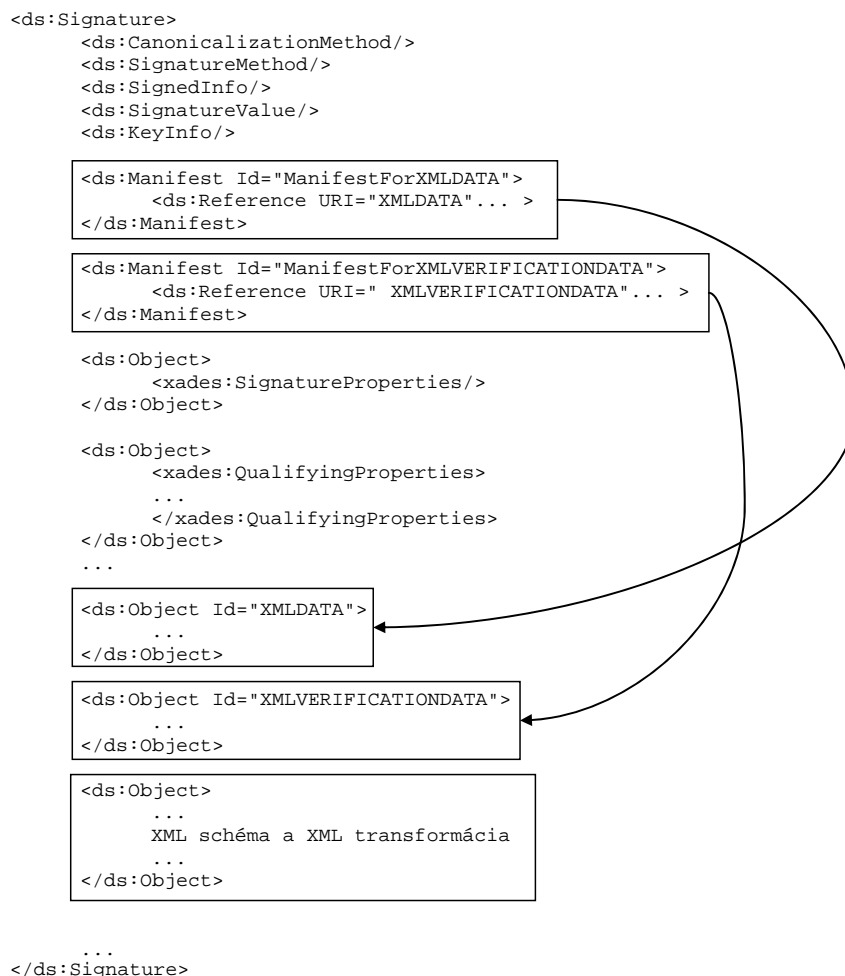 <ds:Signature>
<ds:CanonicalizationMethod/>
<ds:SignatureMethod/>
<ds:SignedInfo/>
<ds:SignatureValue/>
<ds:KeyInfo/>
<ds:Manifest Id="ManifestForXMLDATA">
<ds:Reference URI="XMLDATA"... >
</ds:Manifest>
<ds:Manifest Id="ManifestForXMLVERIFICATIONDATA">
<ds:Reference URI=" XMLVERIFICATIONDATA"... >
</ds:Manifest>
<ds:Object>
<xades:SignatureProperties/>
</ds:Object>
<ds:Object>
<xades:QualifyingProperties>
...
</xades:QualifyingProperties>
</ds:Object>
...
<ds:Object Id="XMLDATA">
...
</ds:Object>
<ds:Object Id="XMLVERIFICATIONDATA">
...
</ds:Object>
<ds:Object>
...
XML schéma a XML transformácia
...
</ds:Object>
...
</ds:Signature>